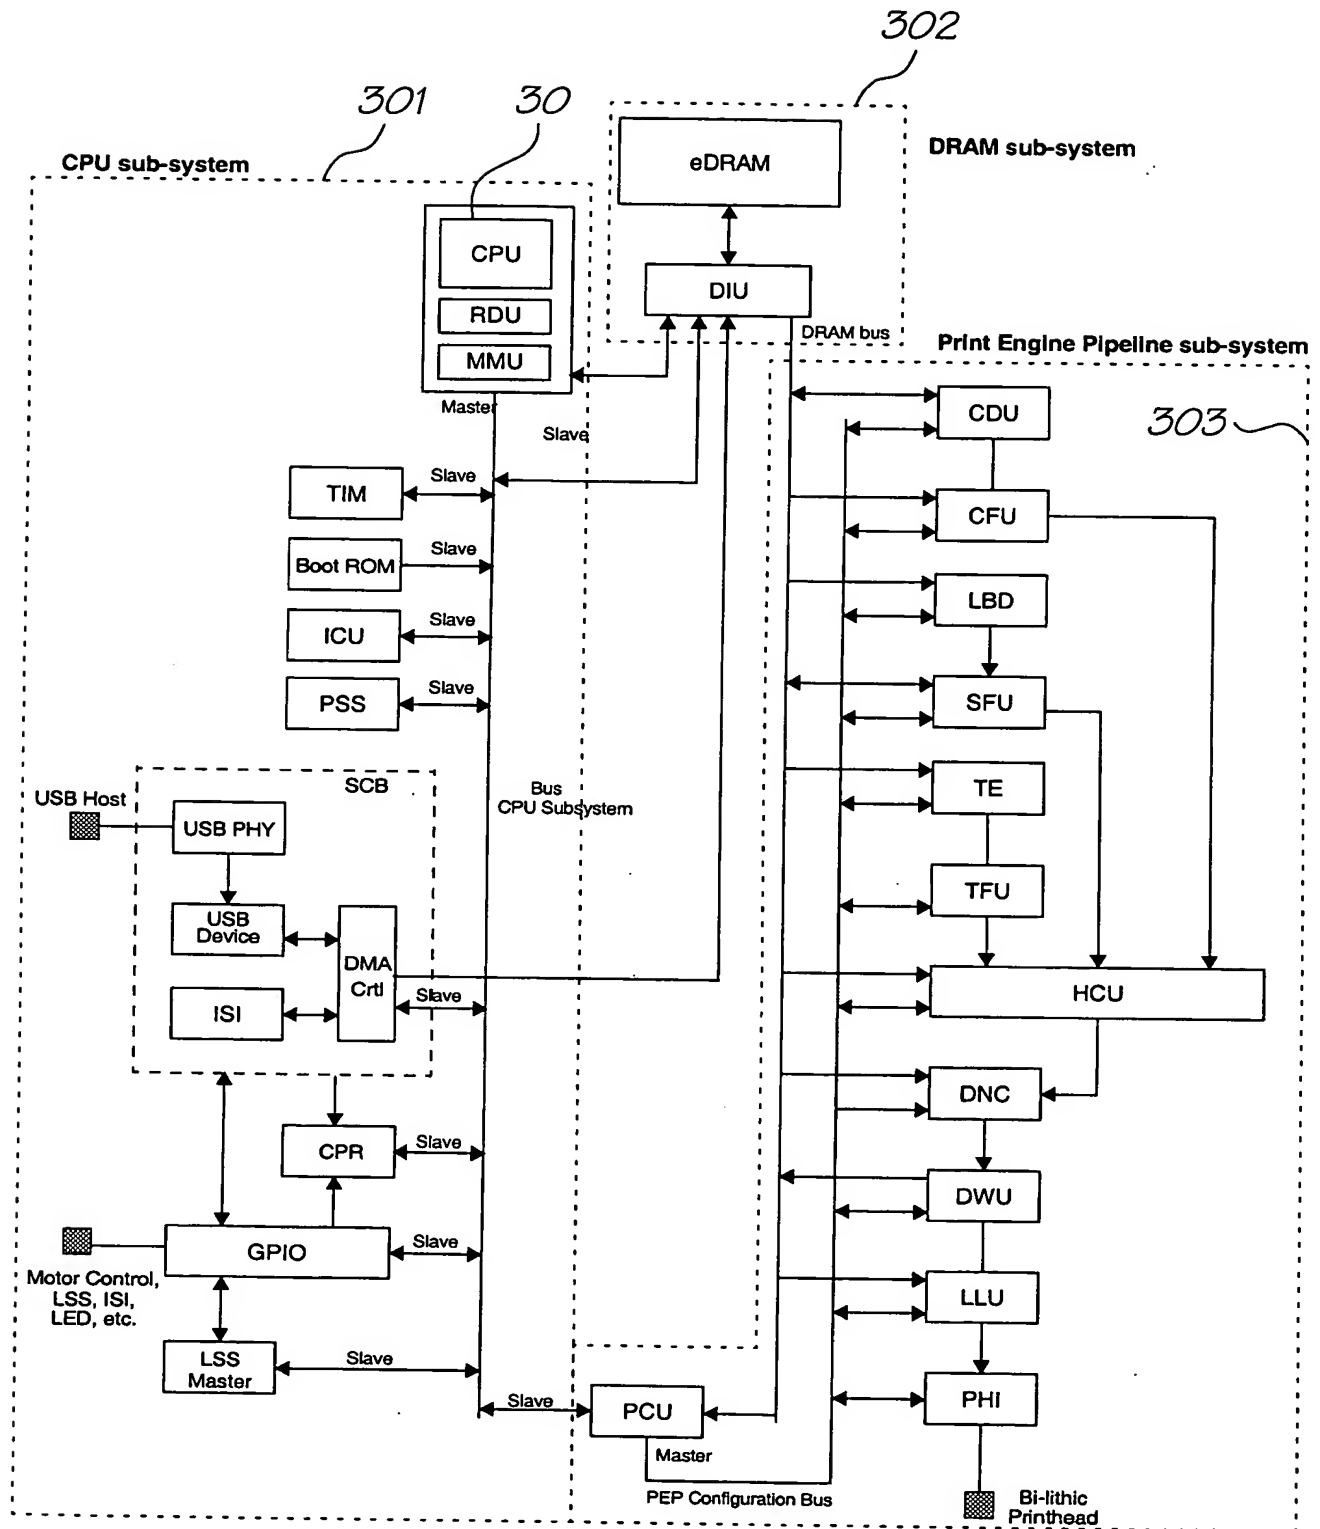 302
301
30
CPU sub-system
DRAM sub-system
eDRAM
CPU
RDU
MMU
DIU
DRAM bus
Print Engine Pipeline sub-system
Master
Slave
303
CDU
TIM
Slave
CFU
Boot ROM
Slave
LBD
ICU
Slave
PSS
Slave
SFU
SCB
Bus
CPU Subsystem
TE
USB Host
USB PHY
TFU
USB
Device
DMA
Crtl
Slave
ISI
HCU
DNC
CPR
Slave
DWU
GPIO
Slave
Motor Control,
LSS, ISI,
LED, etc.
LLU
LSS
Master
Slave
PHI
Slave
PCU
Master
PEP Configuration Bus
Bi-lithic
Printhead